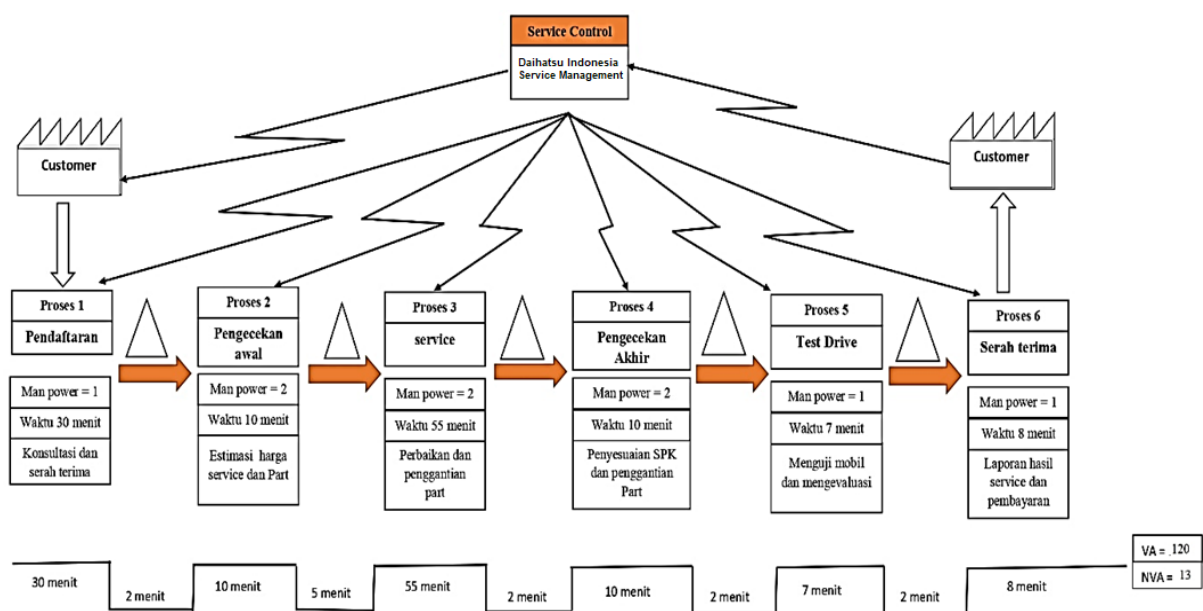 Service Control
Daihatsu Indonesia
Service Management
Customer
Customer
Proses 1
Pendaftaran
Man power = 1
Waktu 30 menit
Konsultasi dan
serah terima
Proses 2
Pengecekan
awal
Man power = 2
Waktu 10 menit
Estimasi harga
service dan Part
Proses 3
service
Man power = 2
Waktu 55 menit
Perbaikan dan
penggantian
part
Proses 4
Pengecekan
Akhir
Man power = 2
Waktu 10 menit
Penyesuaian SPK
dan penggantian
Part
Proses 5
Test Drive
Man power = 1
Waktu 7 menit
Menguji mobil
dan mengevaluasi
Proses 6
Serah terima
Man power = 1
Waktu 8 menit
Laporan hasil
service dan
pembayaran
30 menit
2 menit
10 menit
5 menit
55 menit
2 menit
10 menit
2 menit
7 menit
2 menit
8 menit
VA = .120
NVA = 13